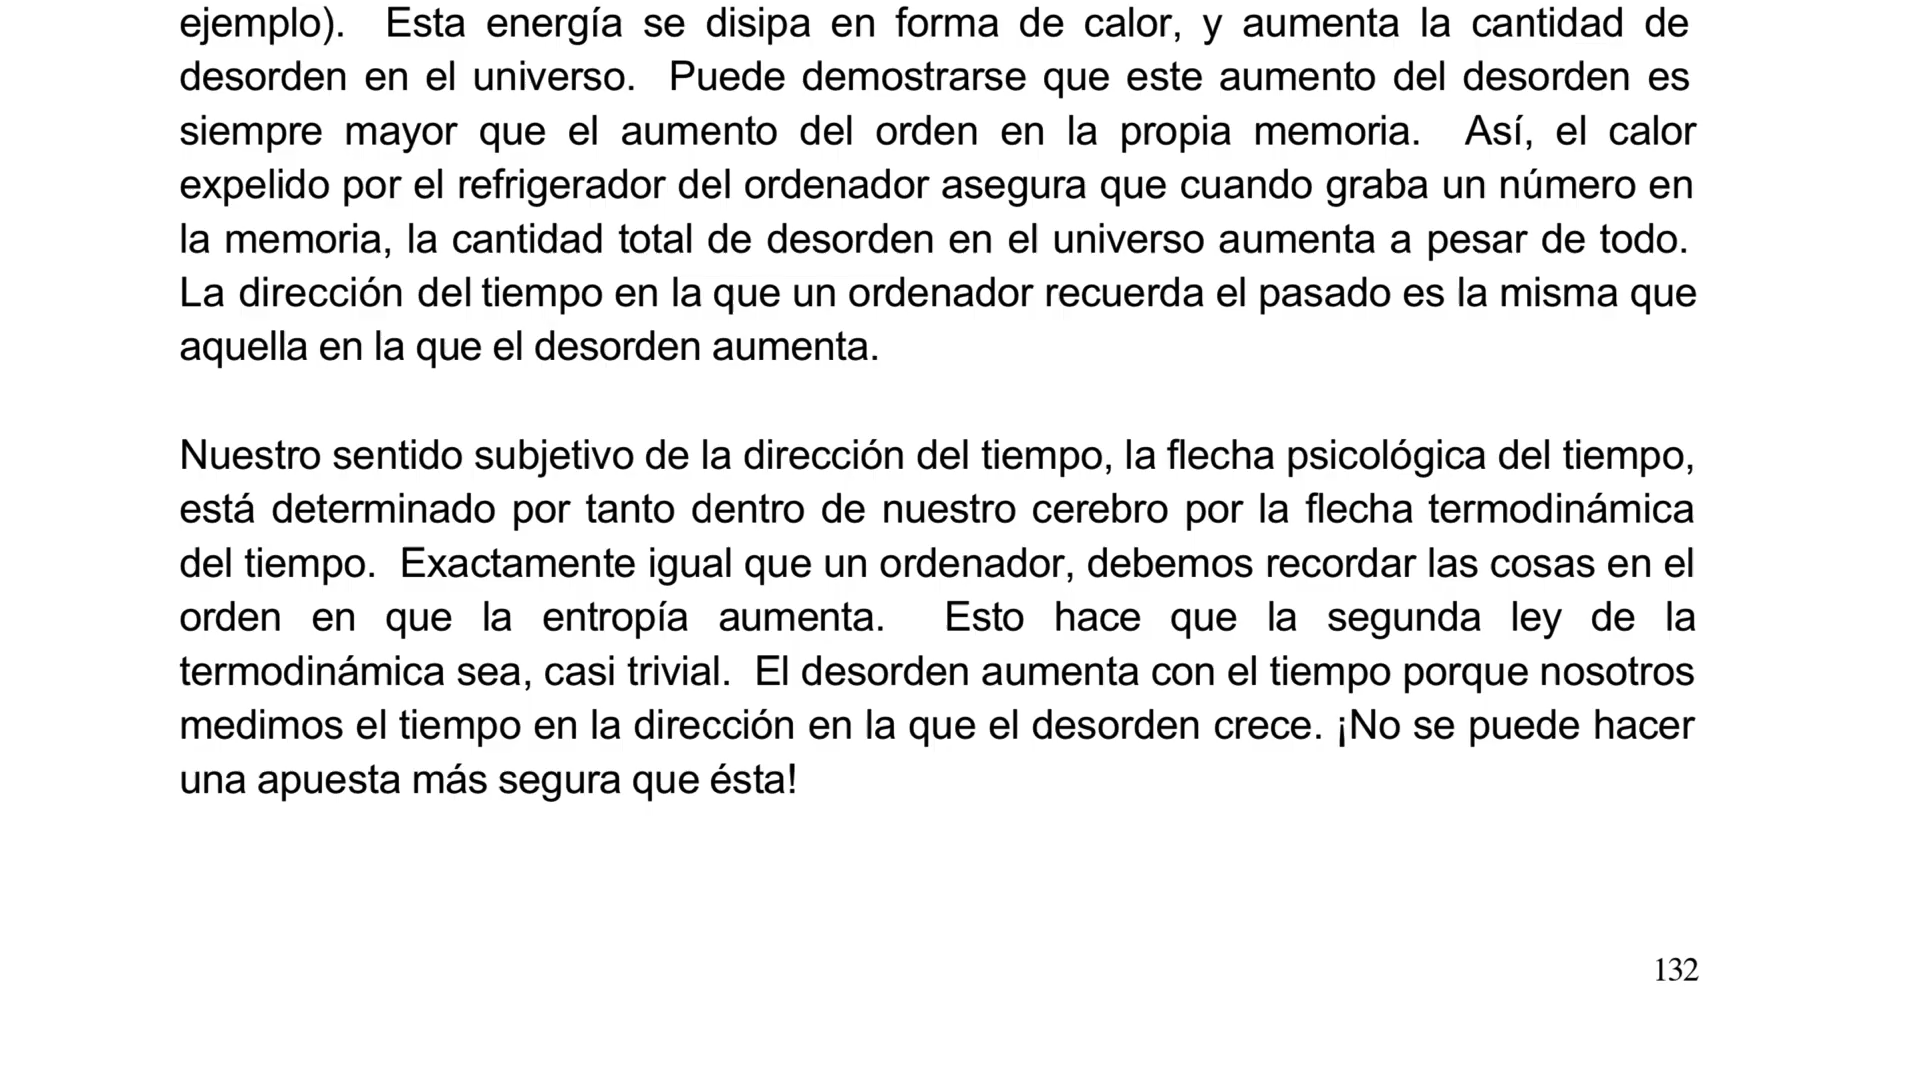 ejemplo). Esta energía se disipa en forma de calor, y aumenta la cantidad de
desorden en el universo. Puede demostrarse que este aumento del desorden es
siempre mayor que el aumento del orden en la propia memoria. Así, el calor
expelido por el refrigerador del ordenador asegura que cuando graba un número en
la memoria, la cantidad total de desorden en el universo aumenta a pesar de todo.
La dirección del tiempo en la que un ordenador recuerda el pasado es la misma que
aquella en la que el desorden aumenta.
Nuestro sentido subjetivo de la dirección del tiempo, la flecha psicológica del tiempo,
está determinado por tanto dentro de nuestro cerebro por la flecha termodinámica
del tiempo. Exactamente igual que un ordenador, debemos recordar las cosas en el
orden en que la entropía aumenta. Esto hace que la segunda ley de la
termodinámica sea, casi trivial. El desorden aumenta con el tiempo porque nosotros
medimos el tiempo en la dirección en la que el desorden crece. ¡No se puede hacer
una apuesta más segura que ésta!
132